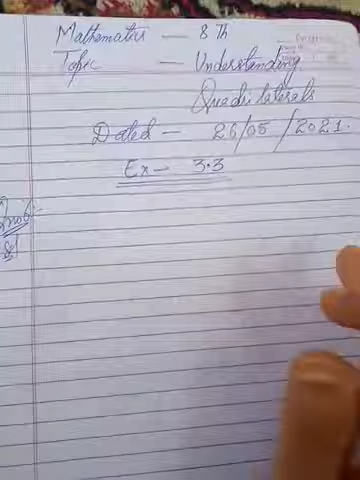 Mathematics — 8 Th
Topic — Understanding
Quadrilaterals
Dated — 26/05/2021.
Ex — 3.3